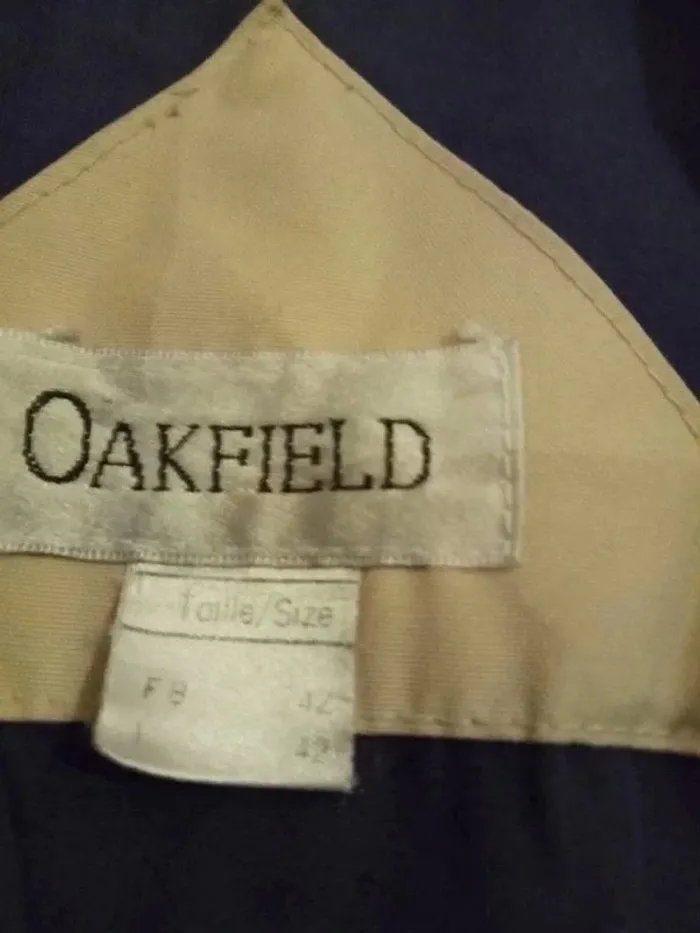 OAKFIELD
Taille/Size
F B 42
I 42